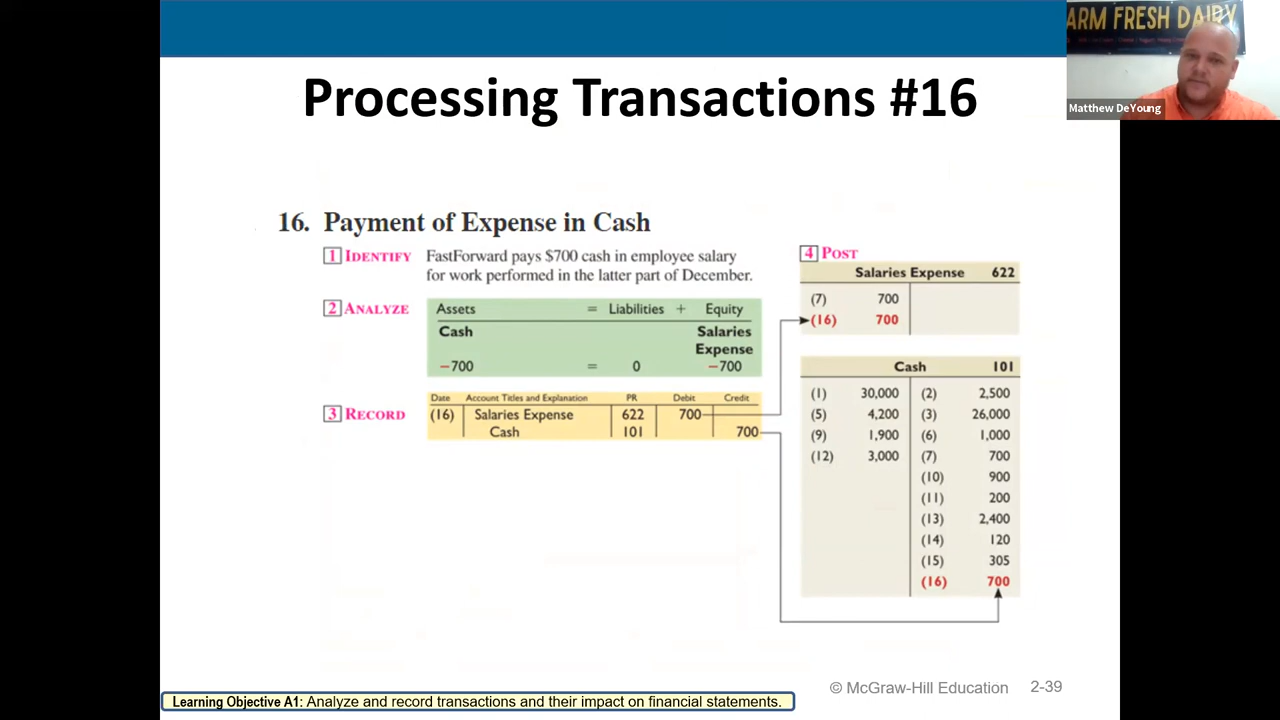 ARM FRESH DAIRY
Matthew DeYoung
Processing Transactions #16
16. Payment of Expense in Cash
1 IDENTIFY FastForward pays $700 cash in employee salary
for work performed in the latter part of December.
2 ANALYZE Assets = Liabilities + Equity
Cash Salaries
Expense
−700 = 0 −700
Date Account Titles and Explanation PR Debit Credit
3 RECORD (16) Salaries Expense 622 700
Cash 101 700
4 POST
Salaries Expense 622
(7) 700
(16) 700
Cash 101
(1) 30,000 (2) 2,500
(5) 4,200 (3) 26,000
(9) 1,900 (6) 1,000
(12) 3,000 (7) 700
(10) 900
(11) 200
(13) 2,400
(14) 120
(15) 305
(16) 700
Learning Objective A1: Analyze and record transactions and their impact on financial statements.
© McGraw-Hill Education 2-39